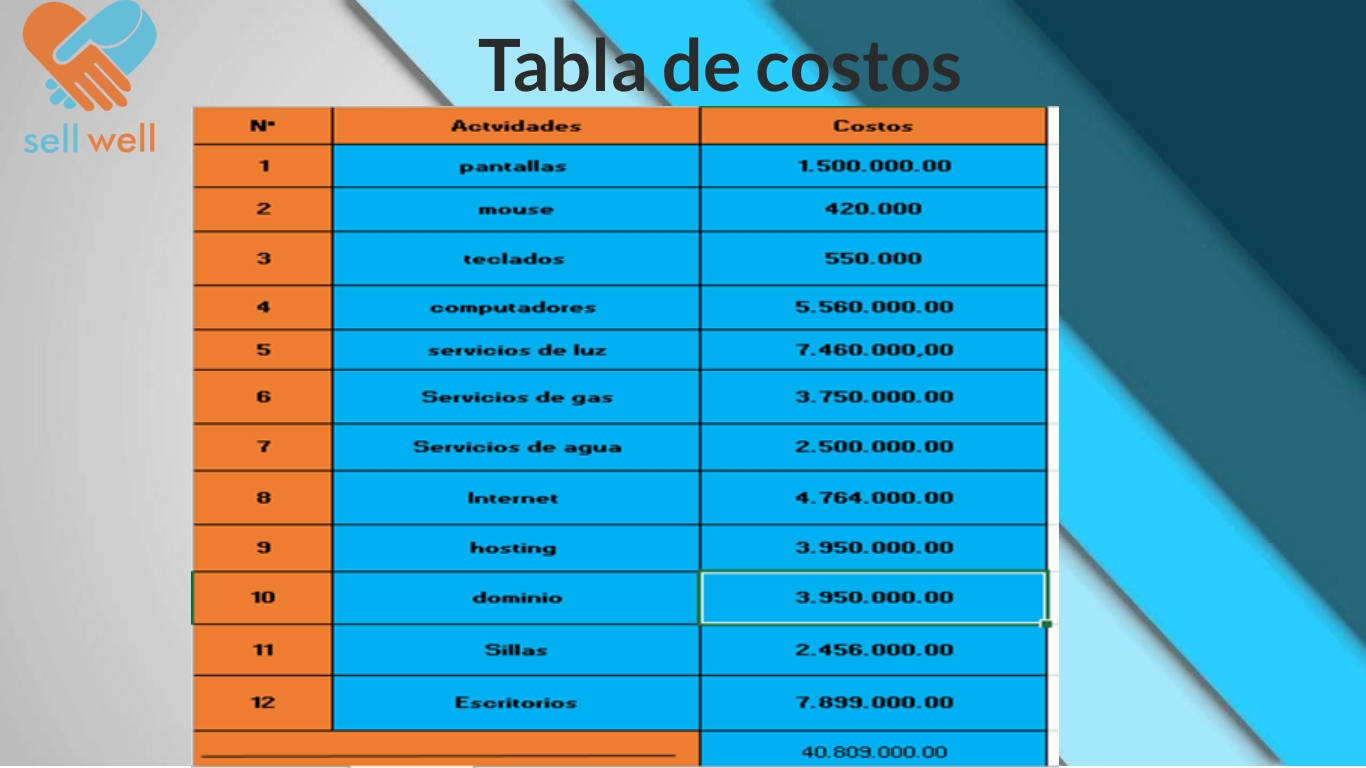 Tabla de costos
sell well
N° Actvidades Costos
1 pantallas 1.500.000.00
2 mouse 420.000
3 teclados 550.000
4 computadores 5.560.000.00
5 servicios de luz 7.460.000,00
6 Servicios de gas 3.750.000.00
7 Servicios de agua 2.500.000.00
8 Internet 4.764.000.00
9 hosting 3.950.000.00
10 dominio 3.950.000.00
11 Sillas 2.456.000.00
12 Escritorios 7.899.000.00
40.809.000.00